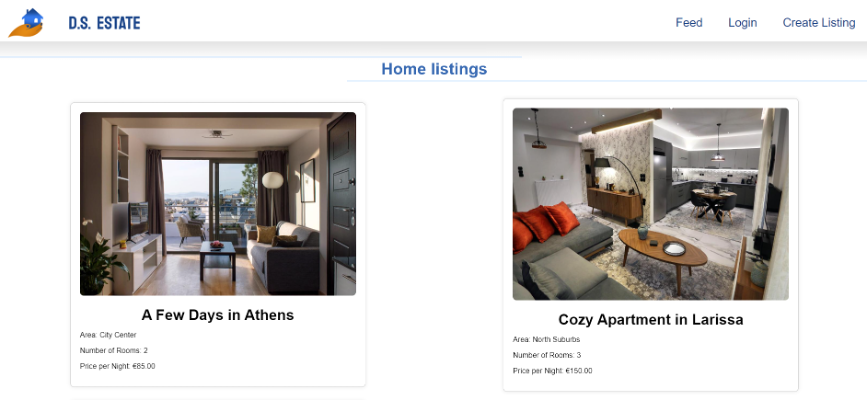 D.S. ESTATE
Feed
Login
Create Listing
Home listings
A Few Days in Athens
Area: City Center
Number of Rooms: 2
Price per Night: €85.00
Cozy Apartment in Larissa
Area: North Suburbs
Number of Rooms: 3
Price per Night: €150.00